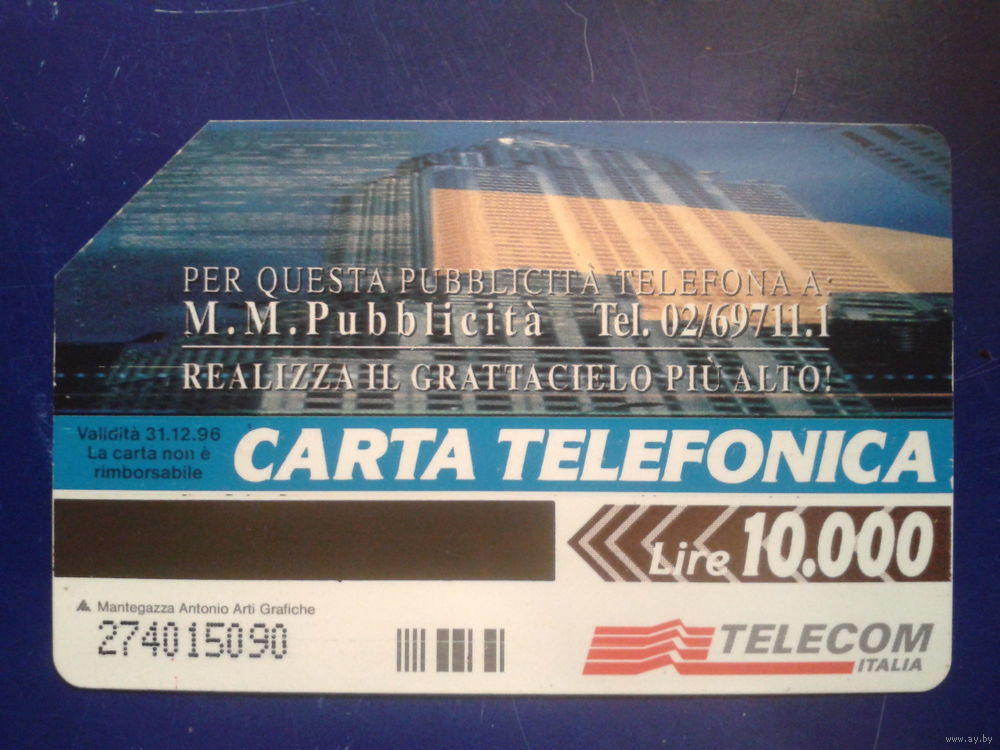 PER QUESTA PUBBLICITÀ TELEFONA A:
M.M.Pubblicità Tel. 02/69711.1
REALIZZA IL GRATTACIELO PIÙ ALTO!
Validità 31.12.96
La carta non è
rimborsabile
CARTA TELEFONICA
Lire 10.000
Mantegazza Antonio Arti Grafiche
274015090
TELECOM
ITALIA
www.ay.by